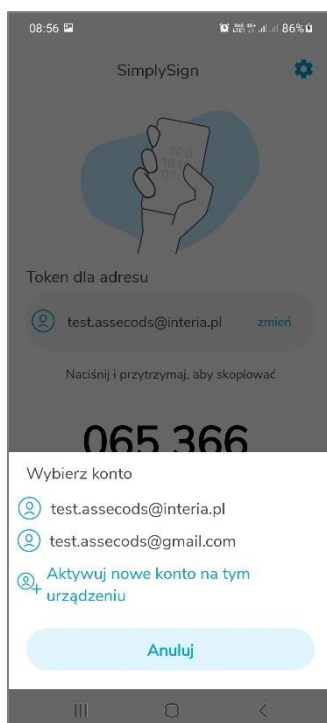 08:56 86%
SimplySign
Token dla adresu
test.assecods@interia.pl zmień
Naciśnij i przytrzymaj, aby skopiować
065 366
Wybierz konto
test.assecods@interia.pl
test.assecods@gmail.com
Aktywuj nowe konto na tym
urządzeniu
Anuluj